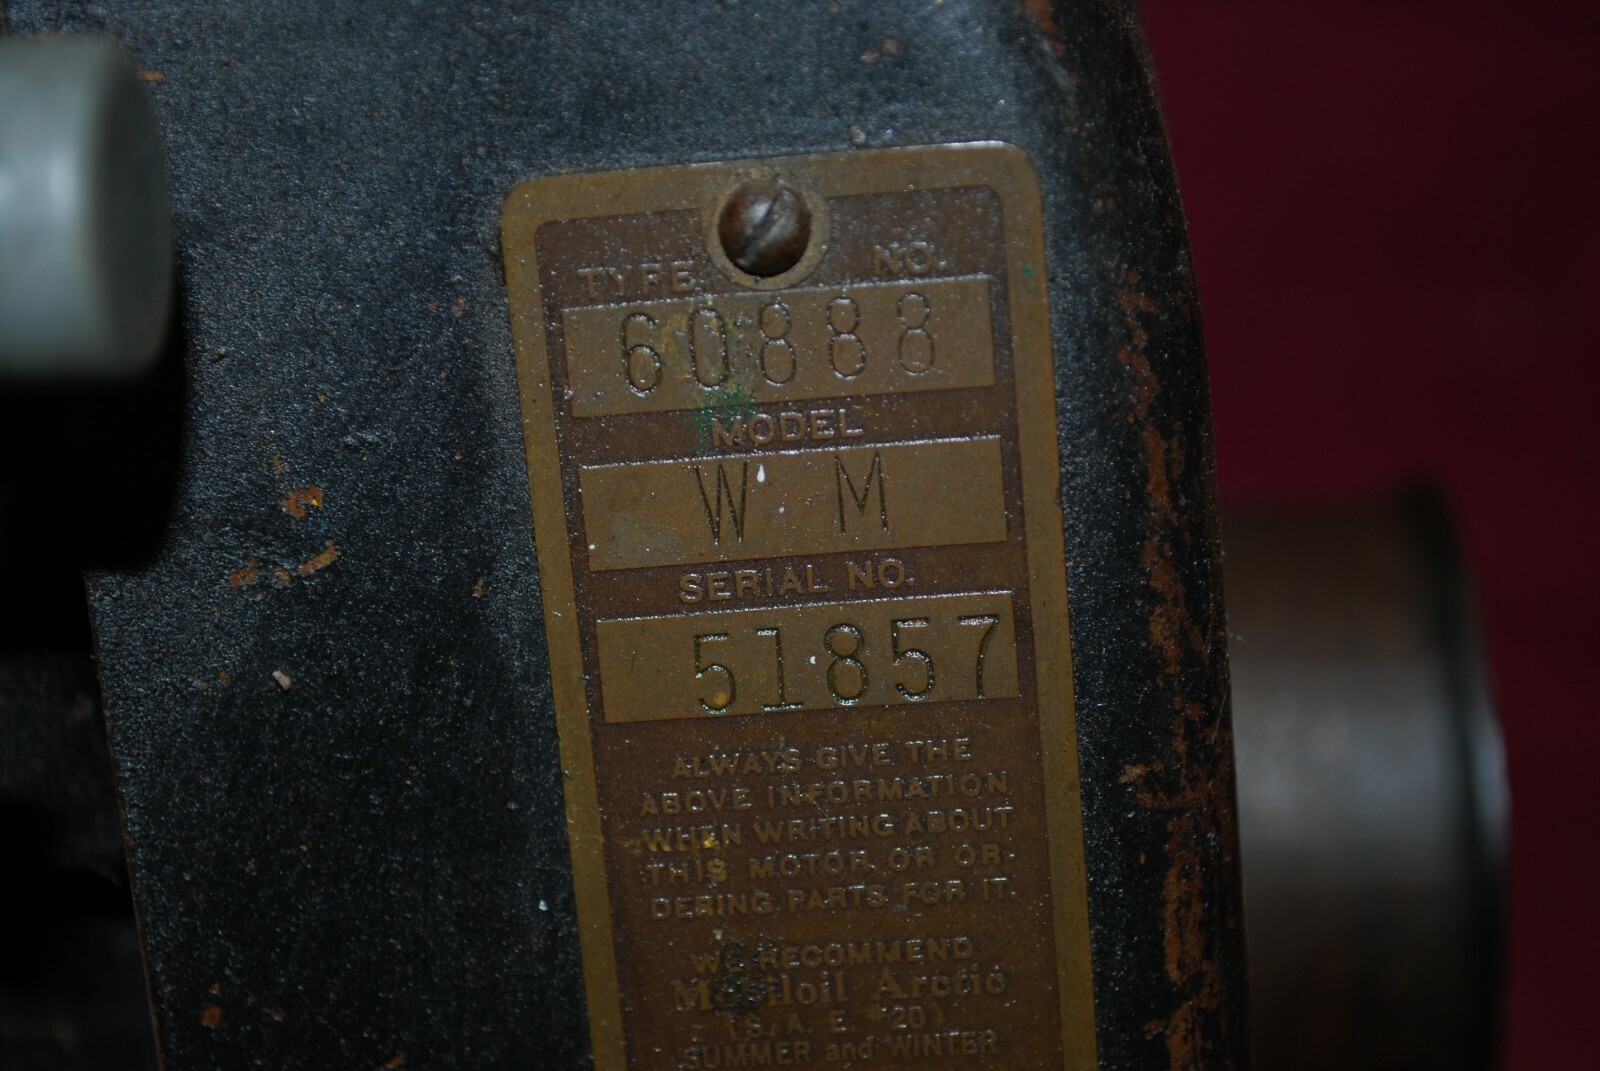 TYPE NO.
60888
MODEL
W M
SERIAL NO.
51857
ALWAYS GIVE THE
ABOVE INFORMATION
WHEN WRITING ABOUT
THIS MOTOR OR OR-
DERING PARTS FOR IT.
WE RECOMMEND
Mobiloil Arctic
(S. A. E. #20)
SUMMER and WINTER